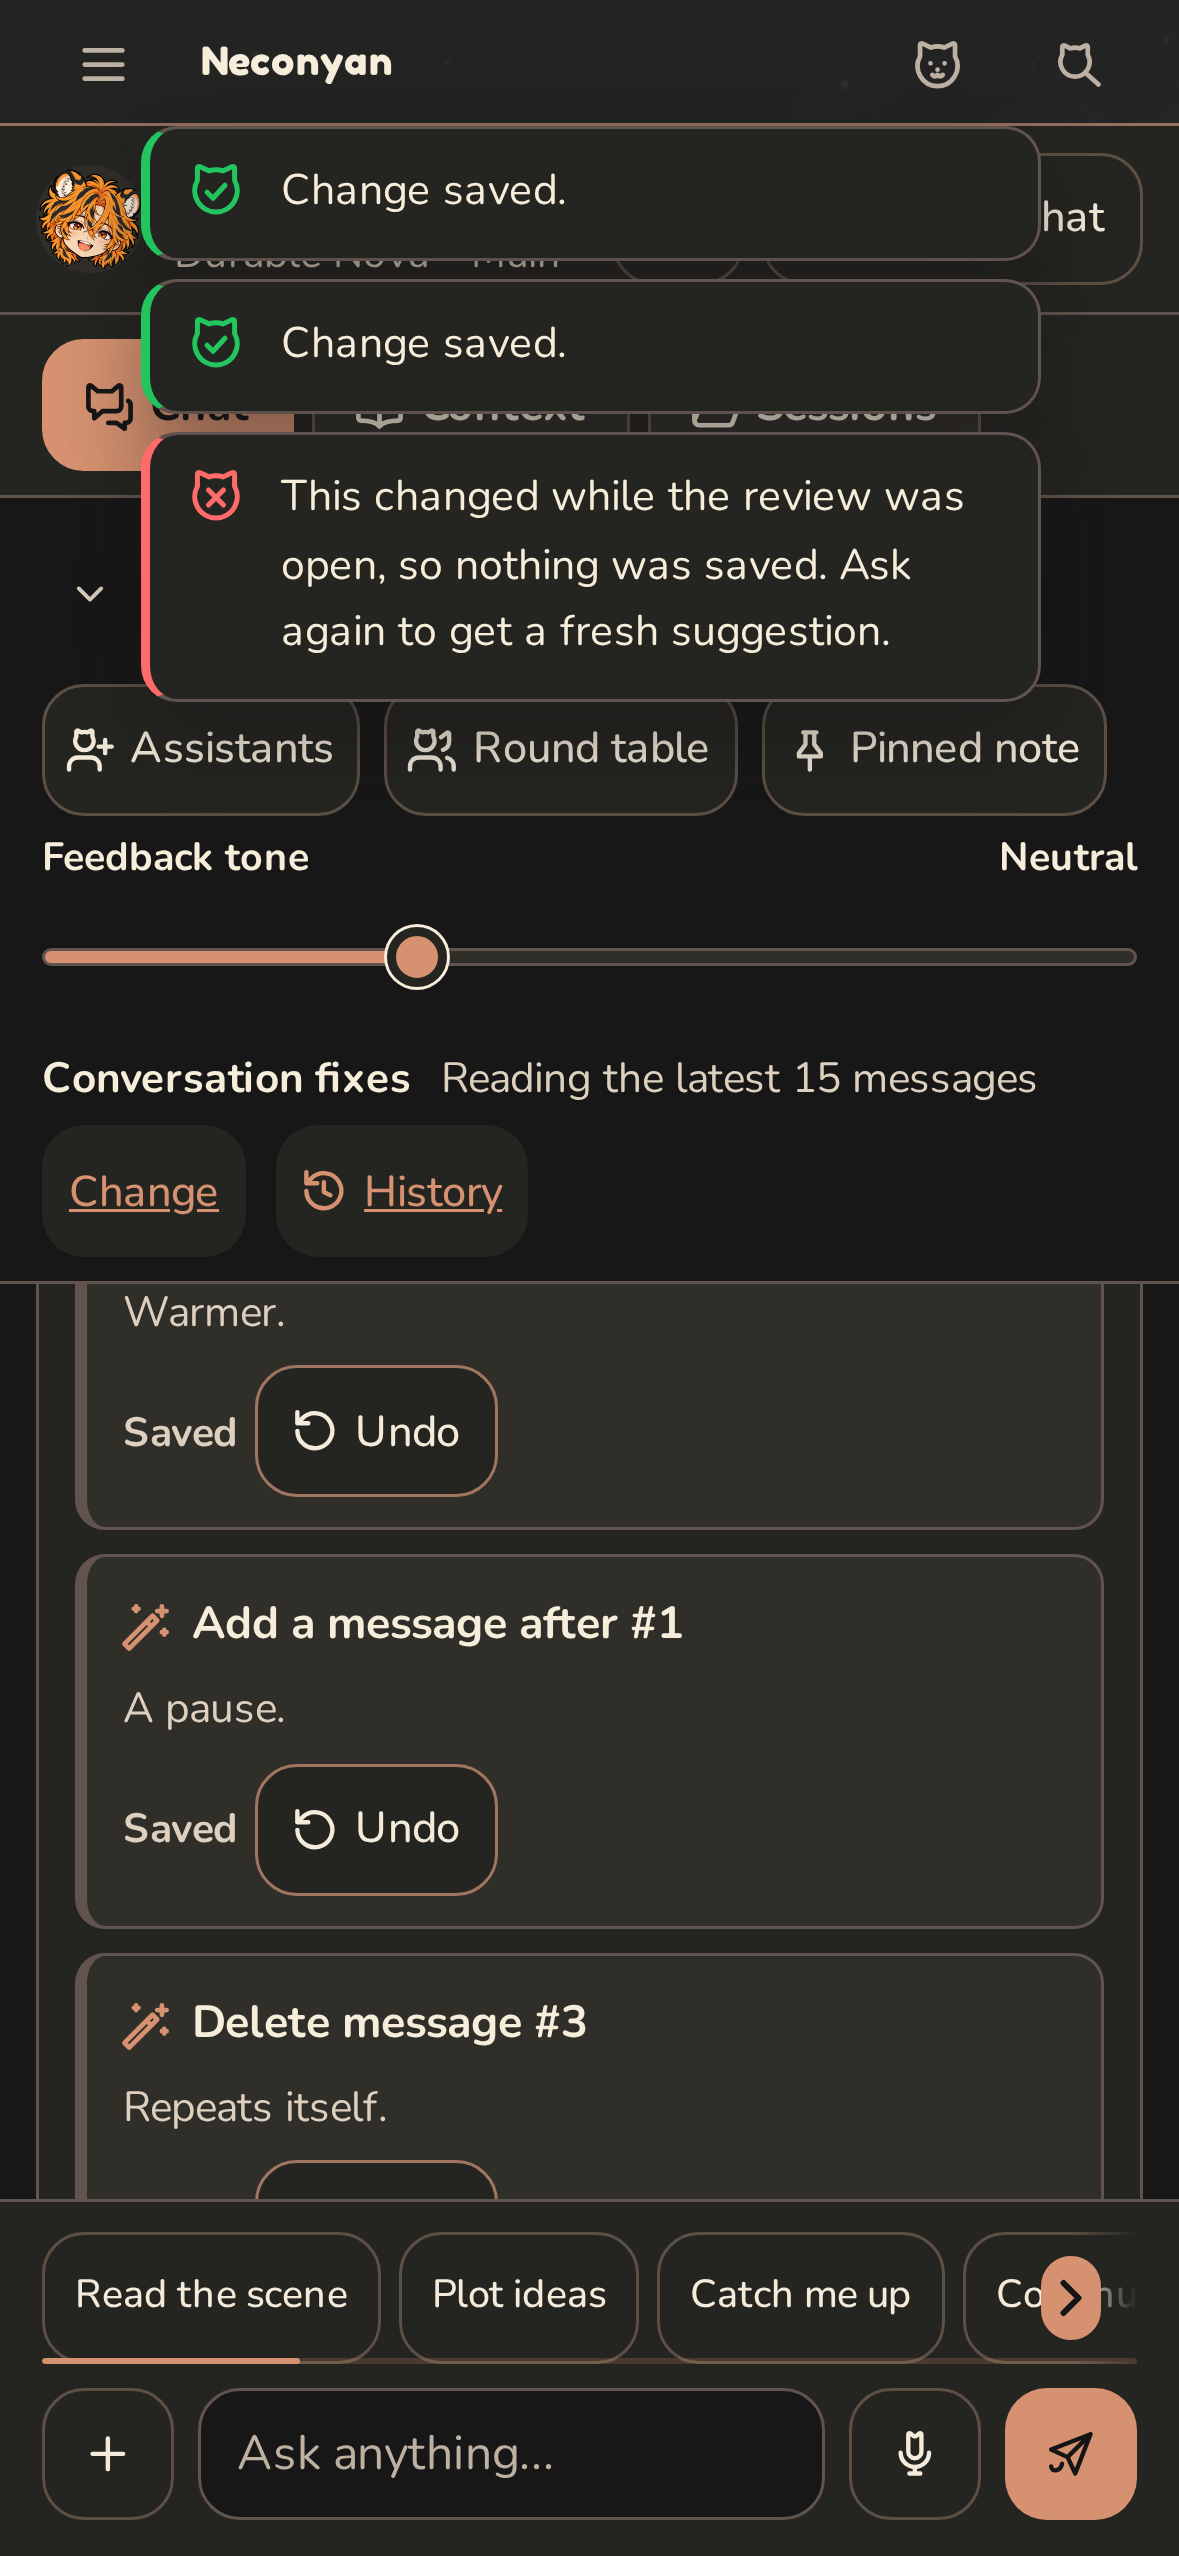 Neconyan
Change saved.
hat
Change saved.
Chat
Context
Sessions
This changed while the review was
open, so nothing was saved. Ask
again to get a fresh suggestion.
Assistants
Round table
Pinned note
Feedback tone
Neutral
Conversation fixes
Reading the latest 15 messages
Change
History
Warmer.
Saved
Undo
Add a message after #1
A pause.
Saved
Undo
Delete message #3
Repeats itself.
Read the scene
Plot ideas
Catch me up
Ask anything...